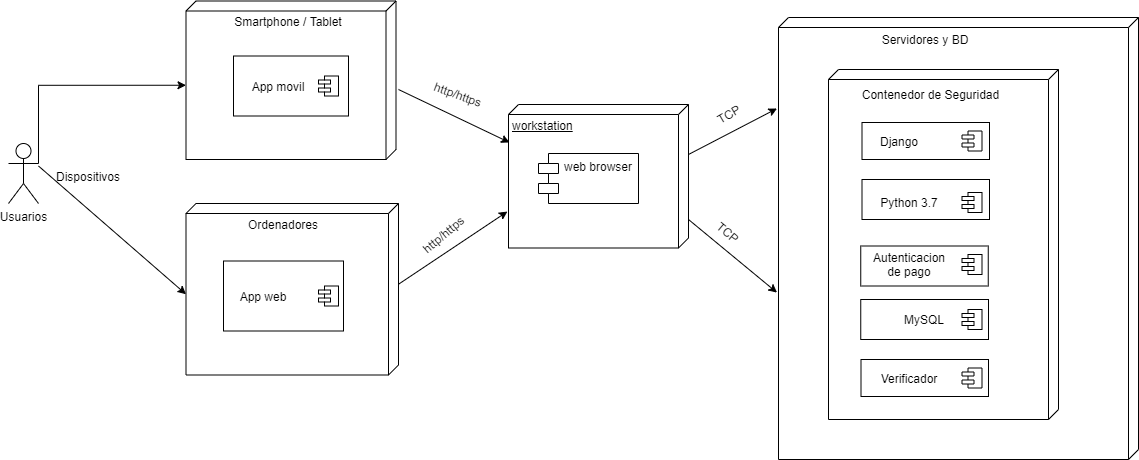 Smartphone / Tablet
App movil
Usuarios
Dispositivos
Ordenadores
App web
http/https
http/https
workstation
web browser
TCP
TCP
Servidores y BD
Contenedor de Seguridad
Django
Python 3.7
Autenticacion
de pago
MySQL
Verificador